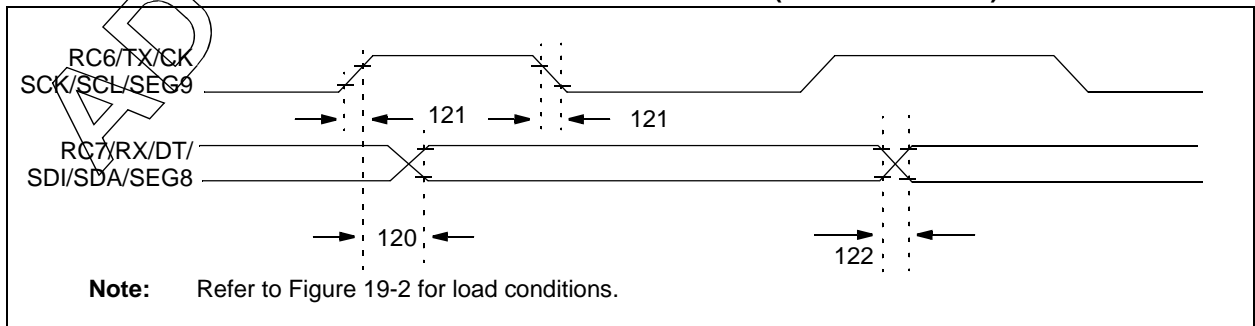 RC6/TX/CK
SCK/SCL/SEG9
121
121
RC7/RX/DT/
SDI/SDA/SEG8
120
122
Note: Refer to Figure 19-2 for load conditions.